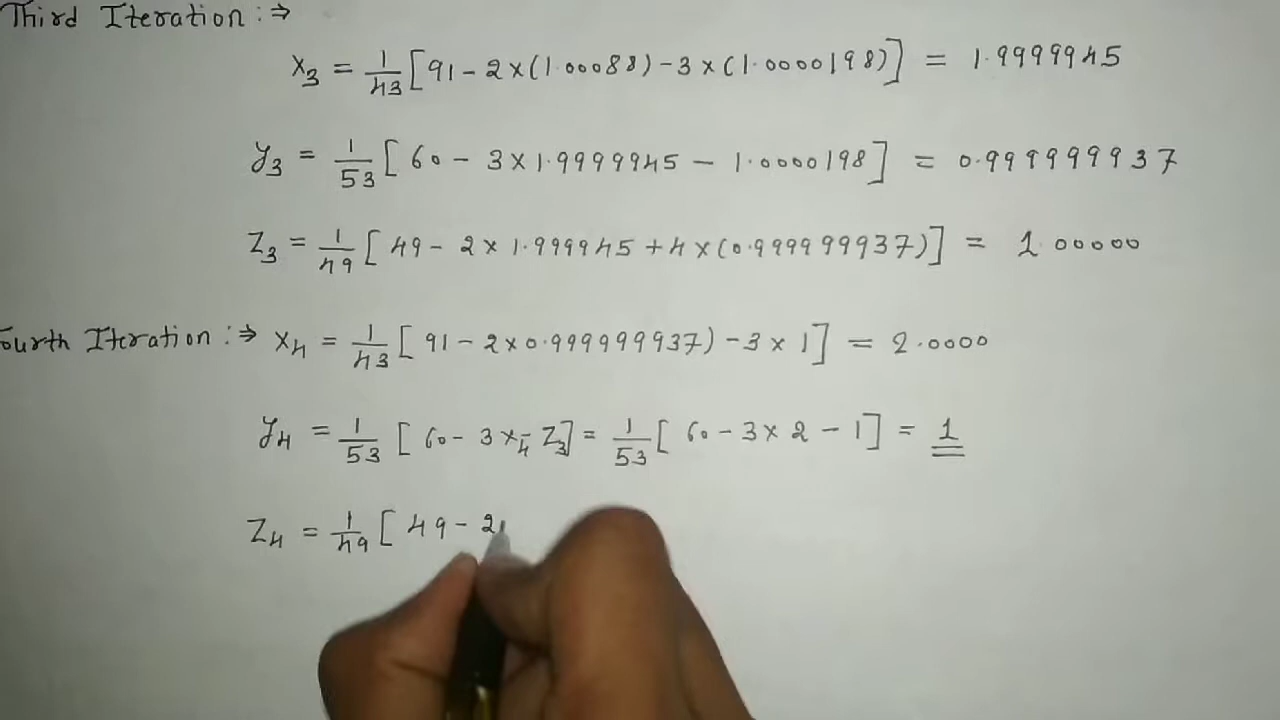 Third Iteration :⇒
x₃ = 1/43 [91 - 2×(1.00088) - 3×(1.0000198)] = 1.9999945
y₃ = 1/53 [60 - 3×1.9999945 - 1.0000198] = 0.999999937
z₃ = 1/49 [49 - 2×1.999945 + 4×(0.999999937)] = 1.00000
Fourth Iteration :⇒ x₄ = 1/43 [91 - 2×0.999999937) - 3×1] = 2.0000
y₄ = 1/53 [60 - 3x₄ - z₃] = 1/53 [60 - 3×2 - 1] = 1
z₄ = 1/49 [49 - 2